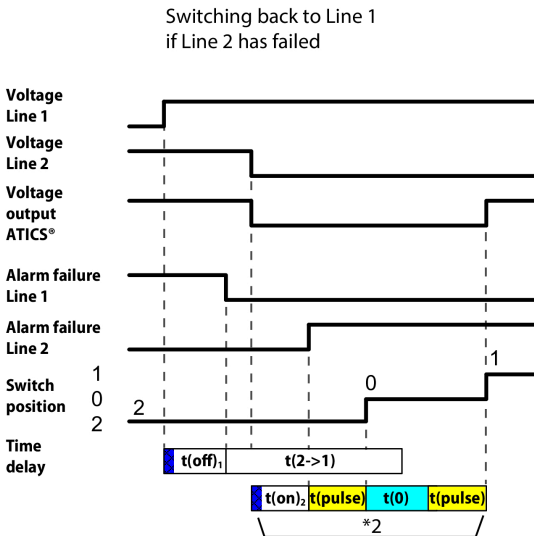 Switching back to Line 1
if Line 2 has failed
Voltage
Line 1
Voltage
Line 2
Voltage
output
ATICS®
Alarm failure
Line 1
Alarm failure
Line 2
Switch
position
1
0
2
2
0
1
Time
delay
t(off)₁
t(2->1)
t(on)₂
t(pulse)
t(0)
t(pulse)
*2